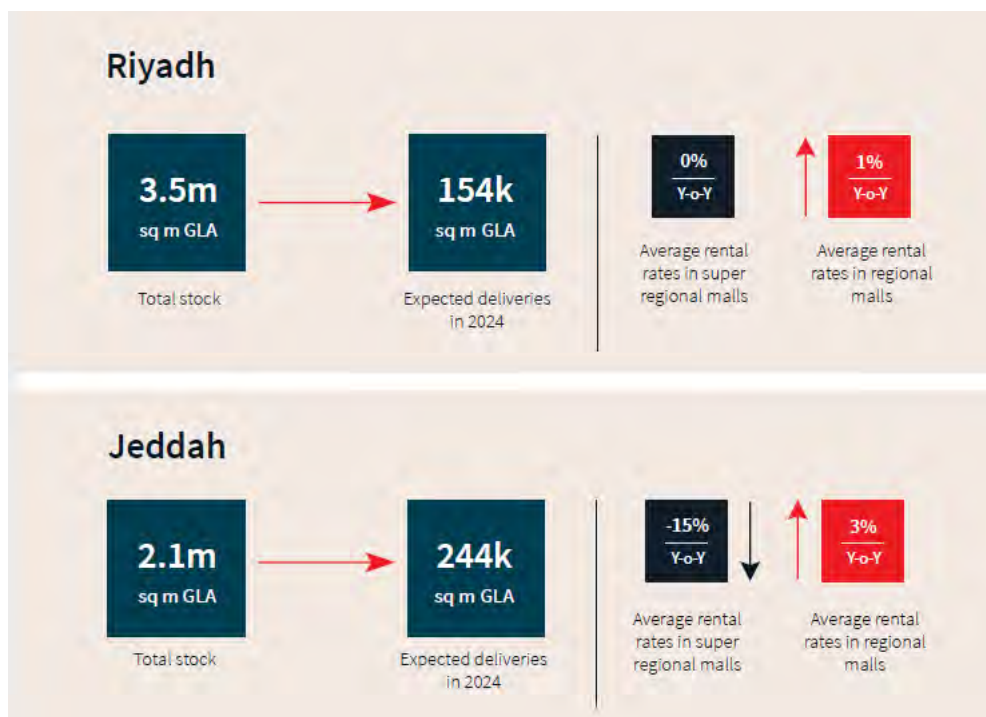 Riyadh
3.5m
sq m GLA
Total stock
154k
sq m GLA
Expected deliveries
in 2024
0%
Y-o-Y
Average rental
rates in super
regional malls
1%
Y-o-Y
Average rental
rates in regional
malls
Jeddah
2.1m
sq m GLA
Total stock
244k
sq m GLA
Expected deliveries
in 2024
-15%
Y-o-Y
Average rental
rates in super
regional malls
3%
Y-o-Y
Average rental
rates in regional
malls